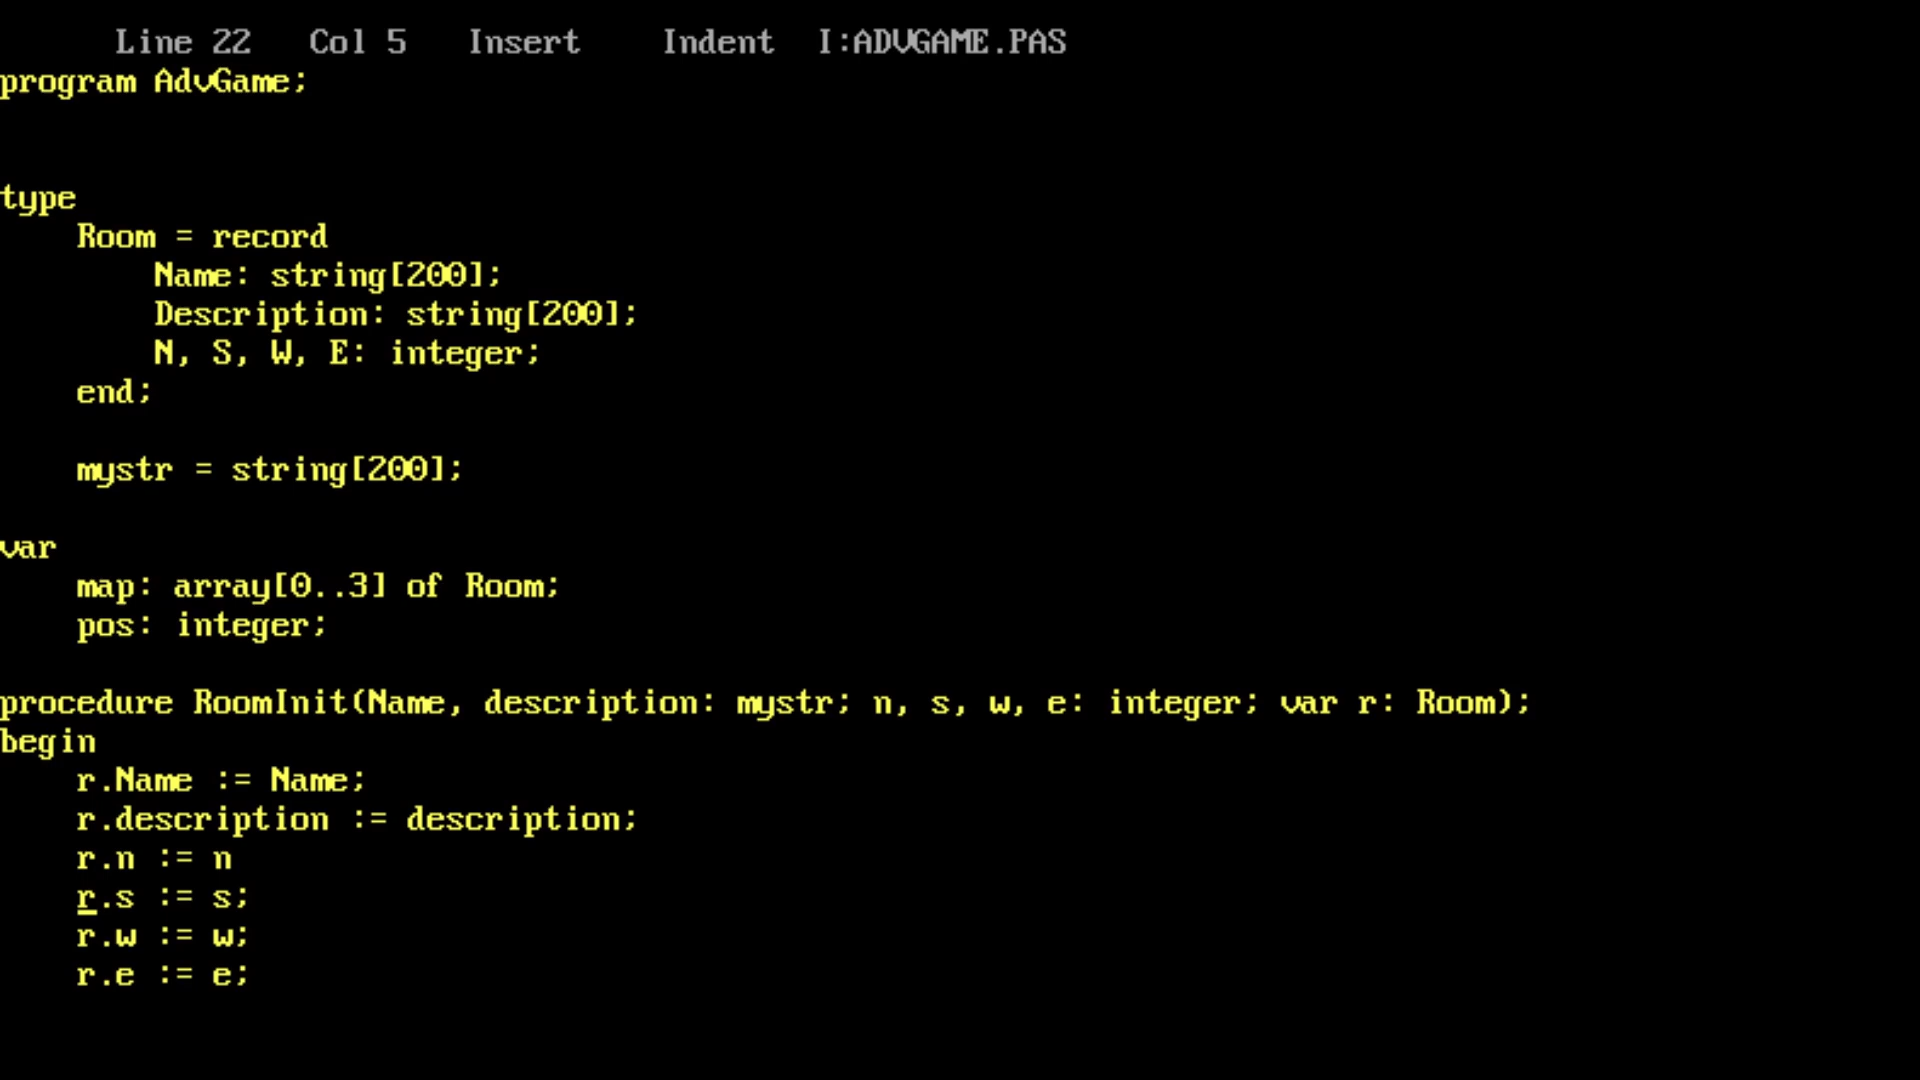 Line 22   Col 5   Insert    Indent  I:ADVGAME.PAS
program AdvGame;
type
    Room = record
        Name: string[200];
        Description: string[200];
        N, S, W, E: integer;
    end;
    mystr = string[200];
var
    map: array[0..3] of Room;
    pos: integer;
procedure RoomInit(Name, description: mystr; n, s, w, e: integer; var r: Room);
begin
    r.Name := Name;
    r.description := description;
    r.n := n
    r.s := s;
    r.w := w;
    r.e := e;